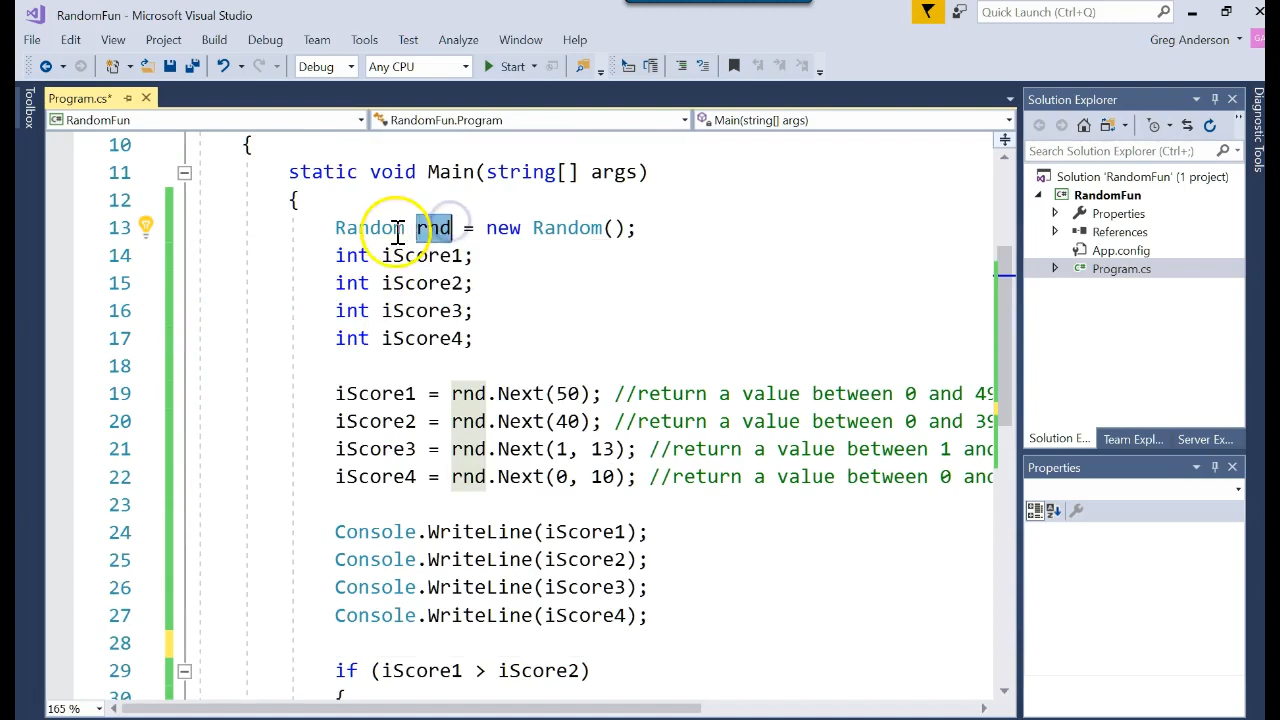 RandomFun - Microsoft Visual Studio
Quick Launch (Ctrl+Q)
File Edit View Project Build Debug Team Tools Test Analyze Window Help
Greg Anderson
GA
Debug Any CPU Start
Toolbox
Program.cs*
RandomFun RandomFun.Program Main(string[] args)
10 {
11 static void Main(string[] args)
12 {
13 Random rnd = new Random();
14 int iScore1;
15 int iScore2;
16 int iScore3;
17 int iScore4;
18
19 iScore1 = rnd.Next(50); //return a value between 0 and 49
20 iScore2 = rnd.Next(40); //return a value between 0 and 39
21 iScore3 = rnd.Next(1, 13); //return a value between 1 and
22 iScore4 = rnd.Next(0, 10); //return a value between 0 and
23
24 Console.WriteLine(iScore1);
25 Console.WriteLine(iScore2);
26 Console.WriteLine(iScore3);
27 Console.WriteLine(iScore4);
28
29 if (iScore1 > iScore2)
30 {
165 %
Solution Explorer
Search Solution Explorer (Ctrl+;)
Solution "RandomFun" (1 project)
RandomFun
Properties
References
App.config
Program.cs
Solution E... Team Expl... Server Ex...
Properties
Diagnostic Tools